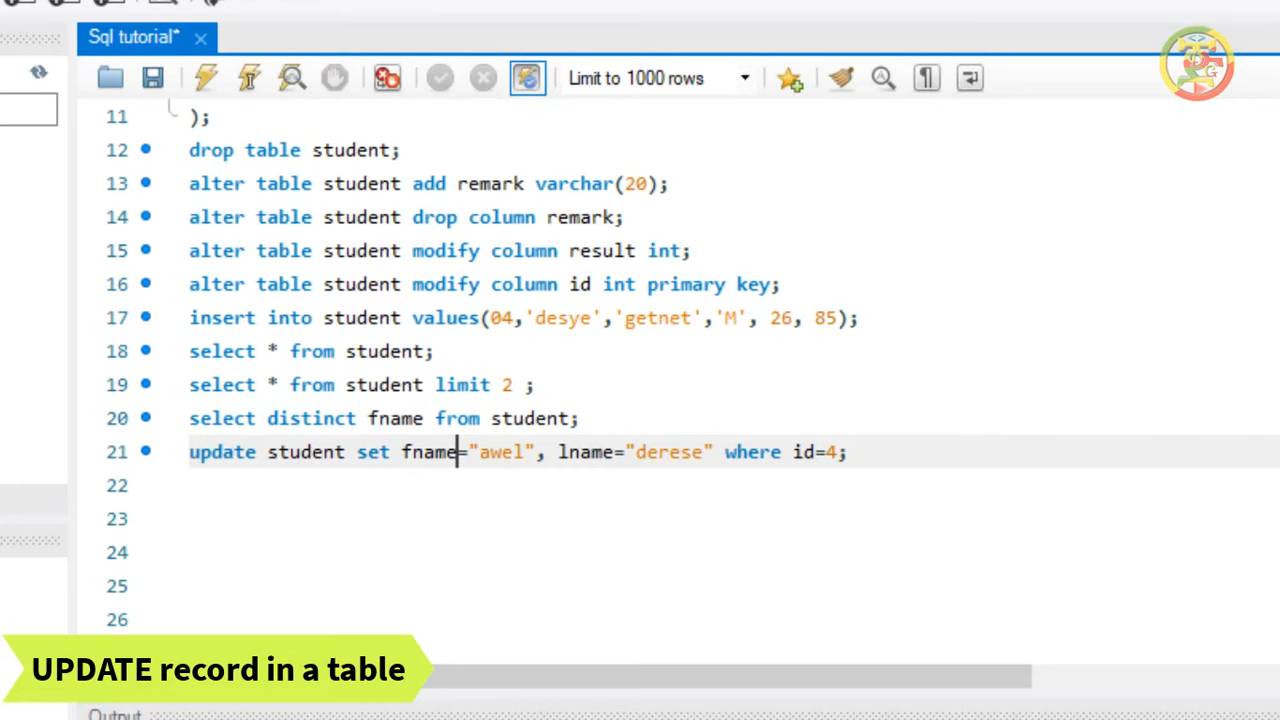 Sql tutorial*
Limit to 1000 rows
11 );
12 drop table student;
13 alter table student add remark varchar(20);
14 alter table student drop column remark;
15 alter table student modify column result int;
16 alter table student modify column id int primary key;
17 insert into student values(04,'desye','getnet','M', 26, 85);
18 select * from student;
19 select * from student limit 2 ;
20 select distinct fname from student;
21 update student set fname="awel", lname="derese" where id=4;
22
23
24
25
26
UPDATE record in a table
Output